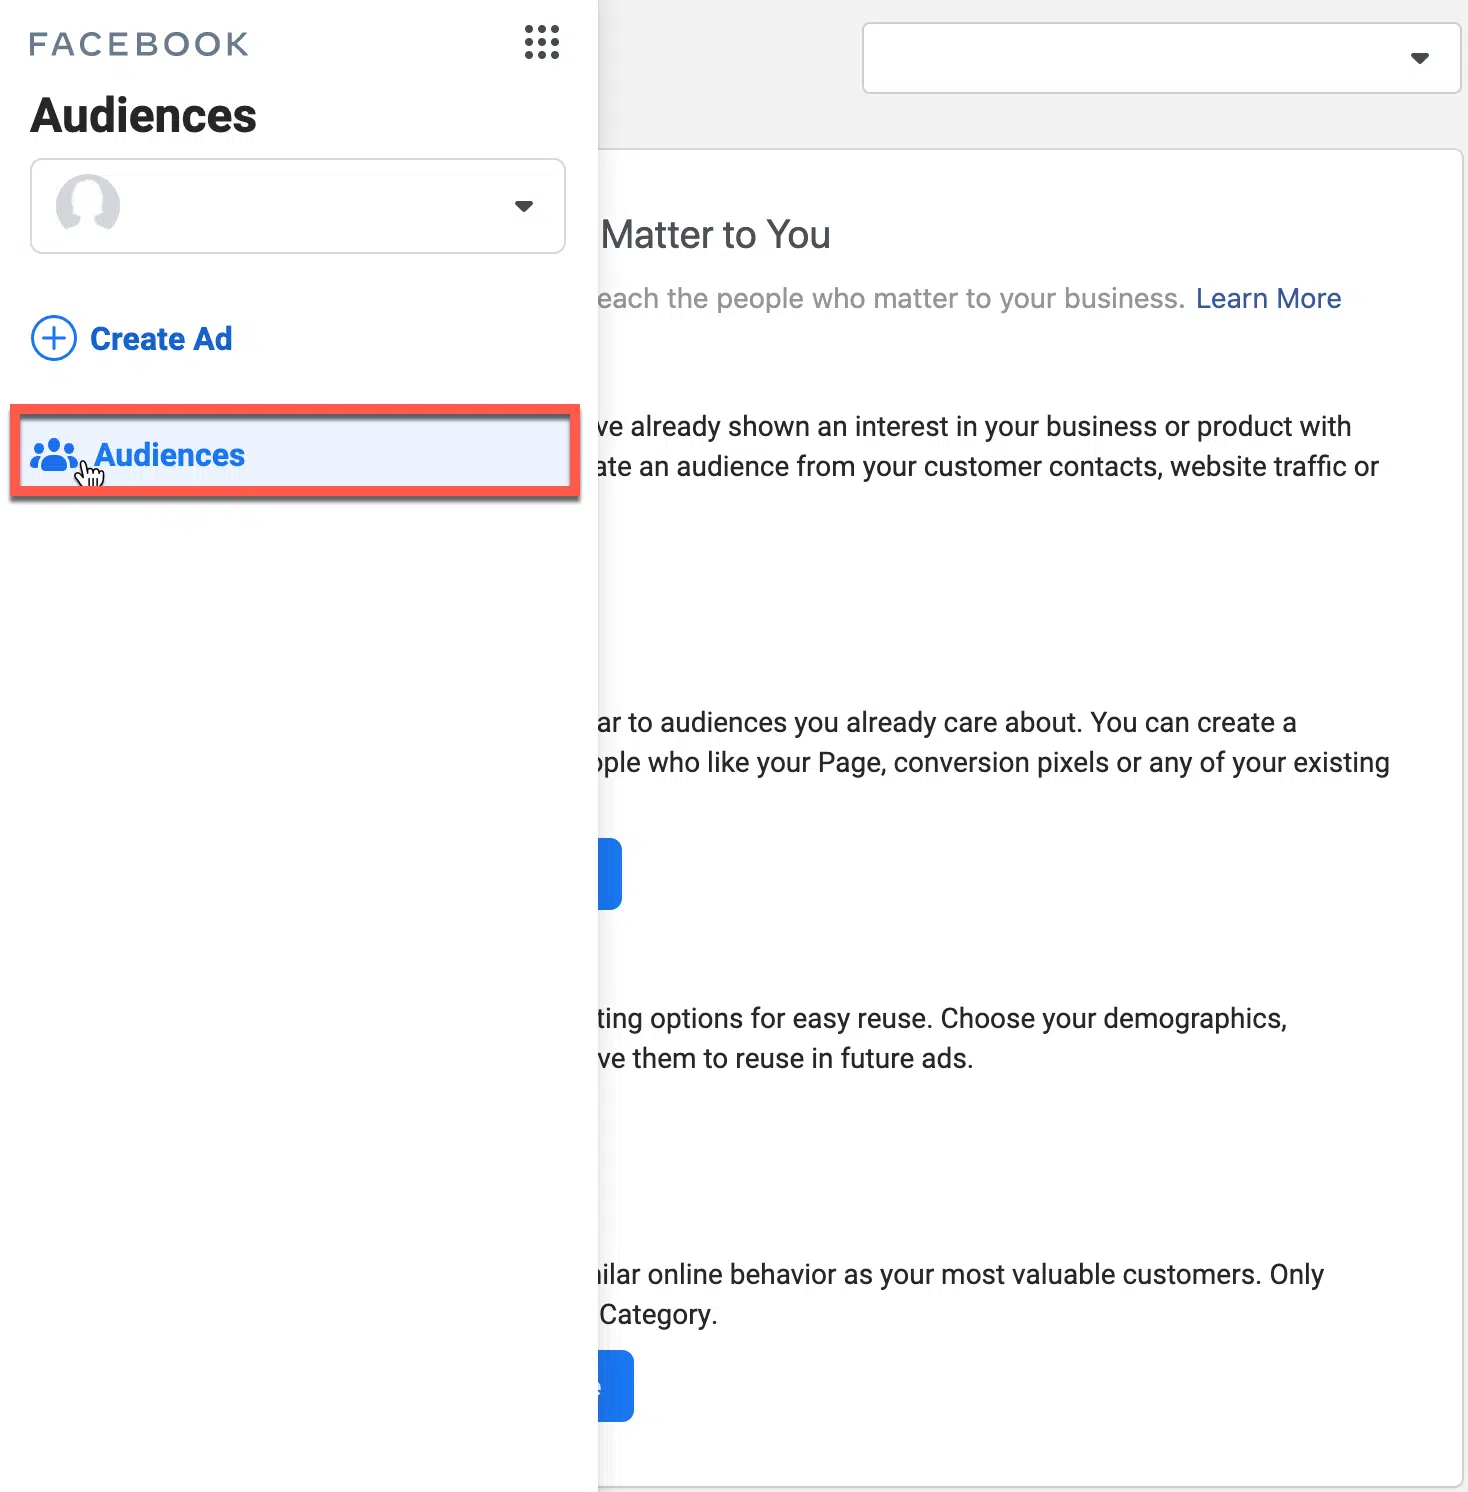 FACEBOOK
Audiences
Create Ad
Audiences
Matter to You
each the people who matter to your business. Learn More
ve already shown an interest in your business or product with
ate an audience from your customer contacts, website traffic or
ar to audiences you already care about. You can create a
ople who like your Page, conversion pixels or any of your existing
ting options for easy reuse. Choose your demographics,
ve them to reuse in future ads.
ilar online behavior as your most valuable customers. Only
Category.